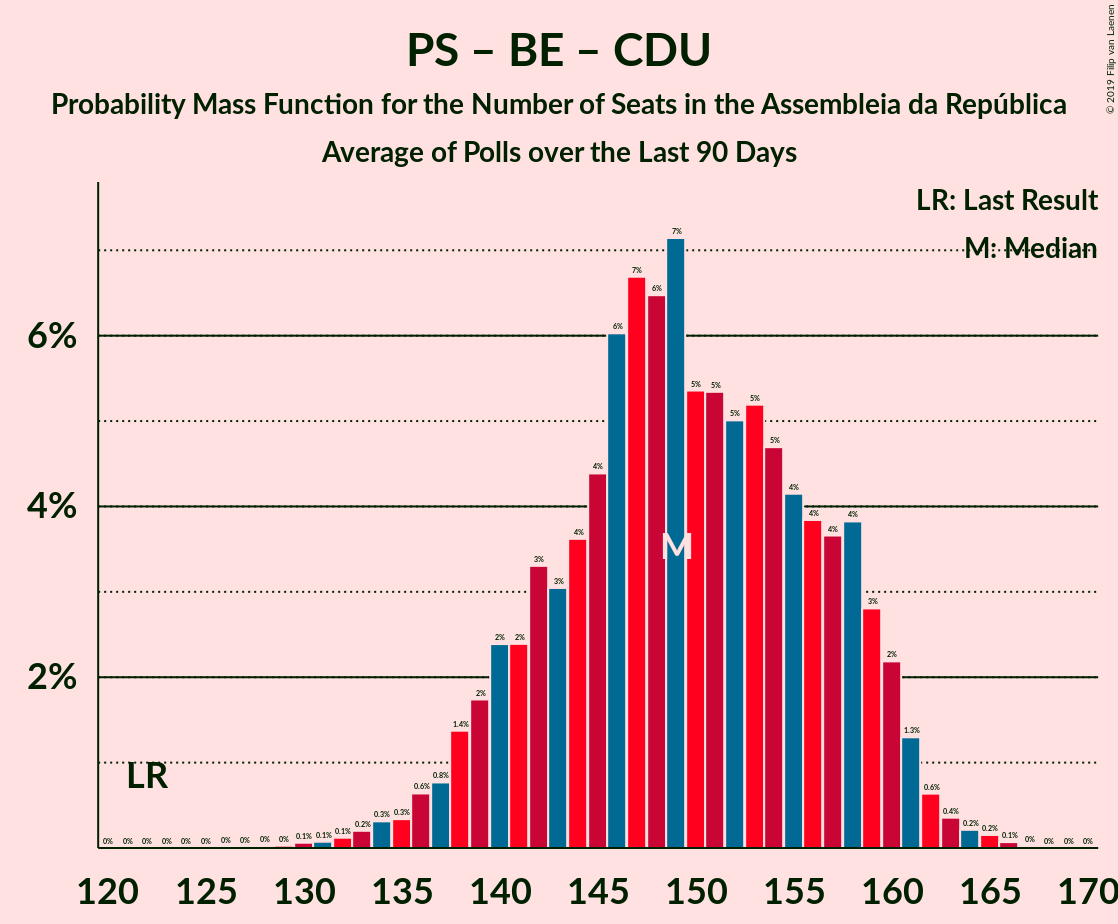 PS – BE – CDU
Probability Mass Function for the Number of Seats in the Assembleia da República
Average of Polls over the Last 90 Days
© 2019 Filip van Laenen
LR: Last Result
M: Median
7%
7%
6%
6%
6%
5% 5% 5% 5% 5%
4%
4%
4% 4% 4% 4%
4%
3% 3%
3%
2% 2%
2%
2%
2%
1.4%
1.3%
LR
M
0% 0% 0% 0% 0% 0% 0% 0% 0% 0% 0.1% 0.1% 0.1% 0.2% 0.3% 0.3% 0.6% 0.8%
0.6% 0.4% 0.2% 0.2% 0.1% 0% 0% 0% 0%
120 125 130 135 140 145 150 155 160 165 170